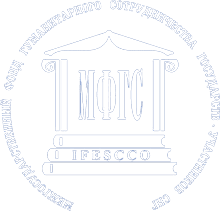 МЕЖГОСУДАРСТВЕННЫЙ ФОНД ГУМАНИТАРНОГО СОТРУДНИЧЕСТВА ГОСУДАРСТВ - УЧАСТНИКОВ СНГ
МФГС
IFESCCO